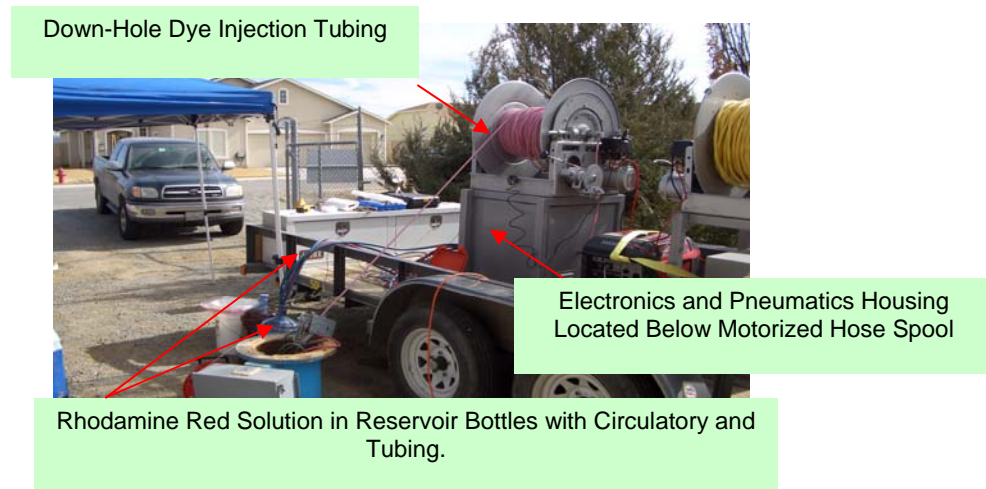 Down-Hole Dye Injection Tubing
Electronics and Pneumatics Housing
Located Below Motorized Hose Spool
Rhodamine Red Solution in Reservoir Bottles with Circulatory and
Tubing.